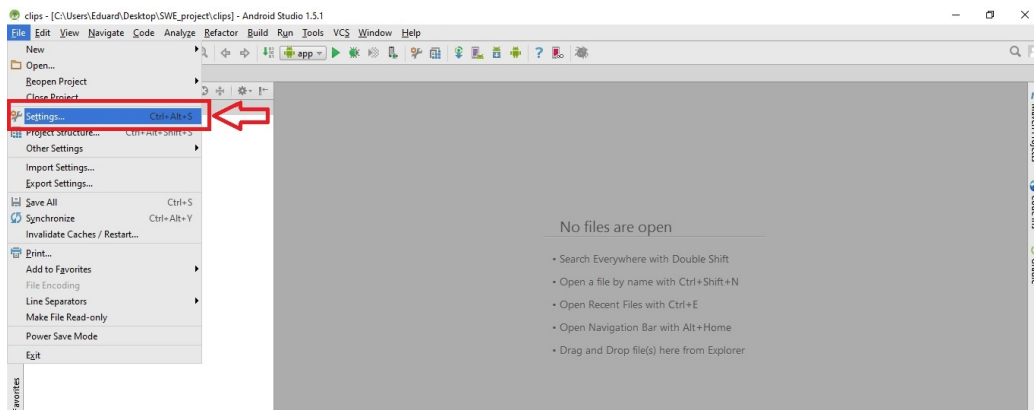 clips - [C:\Users\Eduard\Desktop\SWE_project\clips] - Android Studio 1.5.1
File Edit View Navigate Code Analyze Refactor Build Run Tools VCS Window Help
app
New
Open...
Reopen Project
Close Project
Settings... Ctrl+Alt+S
Project Structure... Ctrl+Alt+Shift+S
Other Settings
Import Settings...
Export Settings...
Save All Ctrl+S
Synchronize Ctrl+Alt+Y
Invalidate Caches / Restart...
Print...
Add to Favorites
File Encoding
Line Separators
Make File Read-only
Power Save Mode
Exit
No files are open
• Search Everywhere with Double Shift
• Open a file by name with Ctrl+Shift+N
• Open Recent Files with Ctrl+E
• Open Navigation Bar with Alt+Home
• Drag and Drop file(s) here from Explorer
Favorites